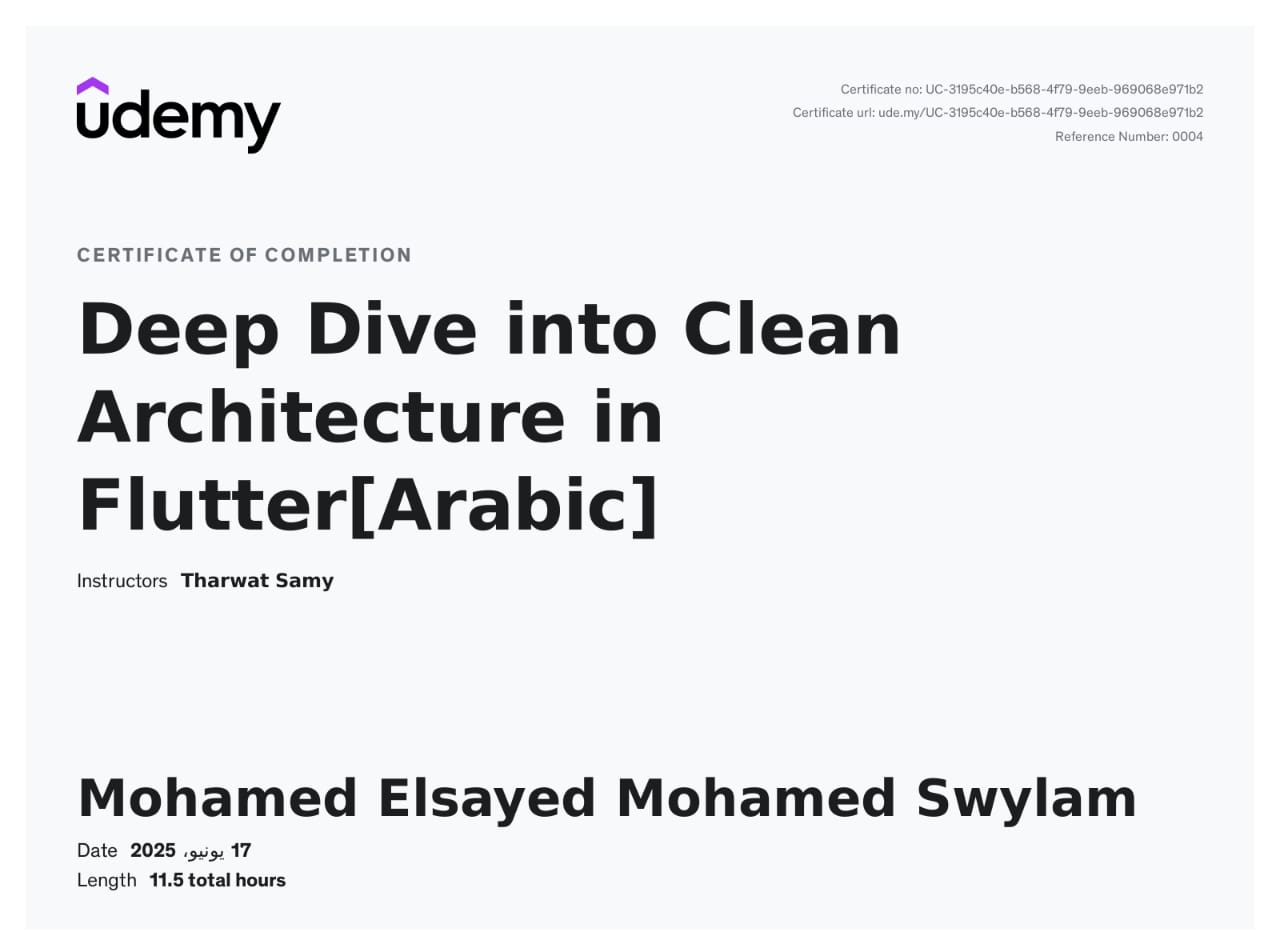 udemy
Certificate no: UC-3195c40e-b568-4f79-9eeb-969068e971b2
Certificate url: ude.my/UC-3195c40e-b568-4f79-9eeb-969068e971b2
Reference Number: 0004
CERTIFICATE OF COMPLETION
Deep Dive into Clean
Architecture in
Flutter[Arabic]
Instructors Tharwat Samy
Mohamed Elsayed Mohamed Swylam
Date 17 يونيو، 2025
Length 11.5 total hours